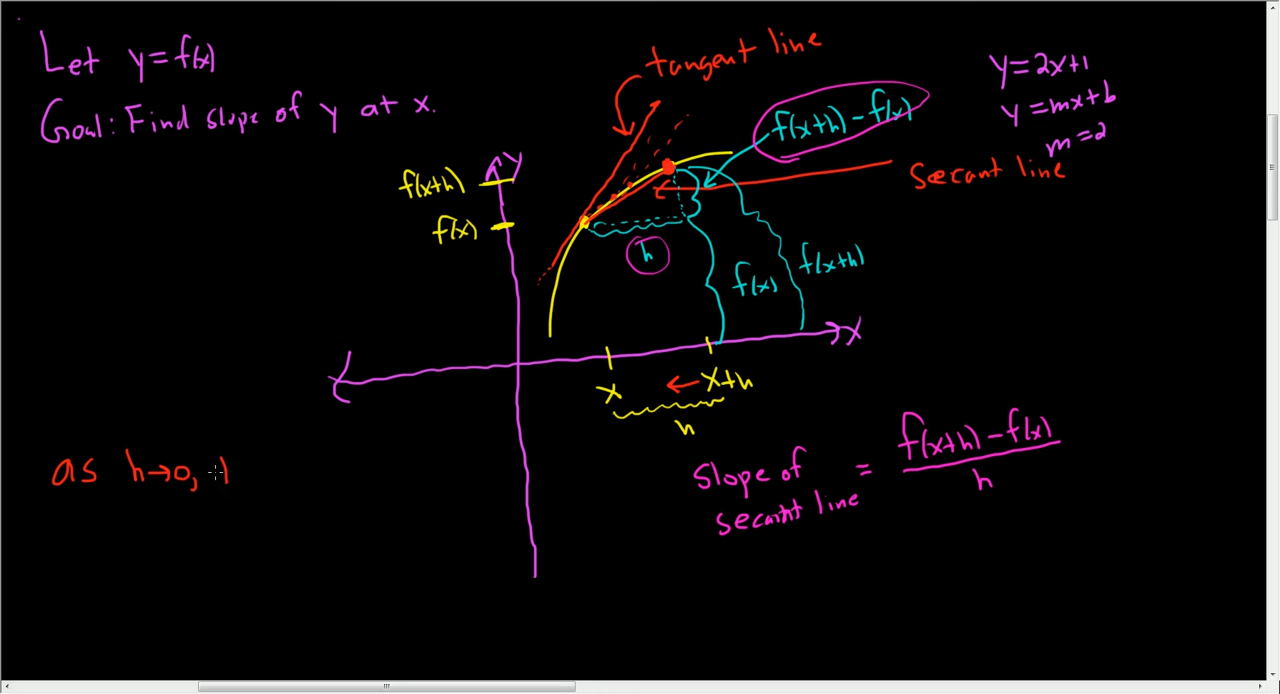 Let y=f(x)
Goal: Find slope of y at x.
tangent line
y=2x+1
y=mx+b
m=2
f(x+h)-f(x)
secant line
y
f(x+h)
f(x)
h
f(x)
f(x+h)
x
x
x+h
h
as h→0,
slope of
secant line
=
f(x+h)-f(x)
h